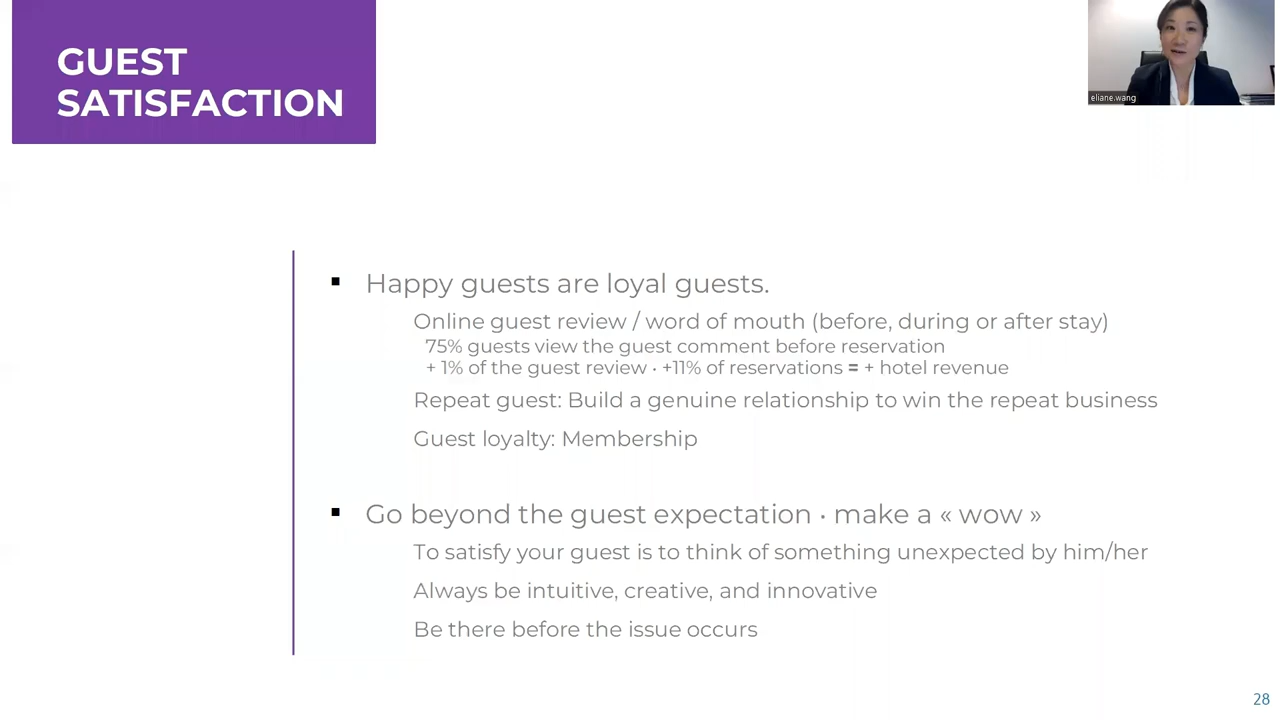 GUEST
SATISFACTION
eliane.wang
▪ Happy guests are loyal guests.
Online guest review / word of mouth (before, during or after stay)
75% guests view the guest comment before reservation
+ 1% of the guest review · +11% of reservations = + hotel revenue
Repeat guest: Build a genuine relationship to win the repeat business
Guest loyalty: Membership
▪ Go beyond the guest expectation · make a « wow »
To satisfy your guest is to think of something unexpected by him/her
Always be intuitive, creative, and innovative
Be there before the issue occurs
28